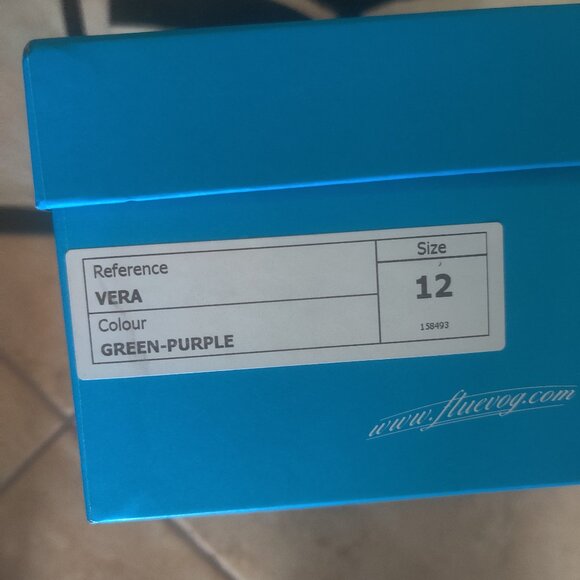 Reference
VERA
Colour
GREEN-PURPLE
Size
12
158493
www.fluevog.com